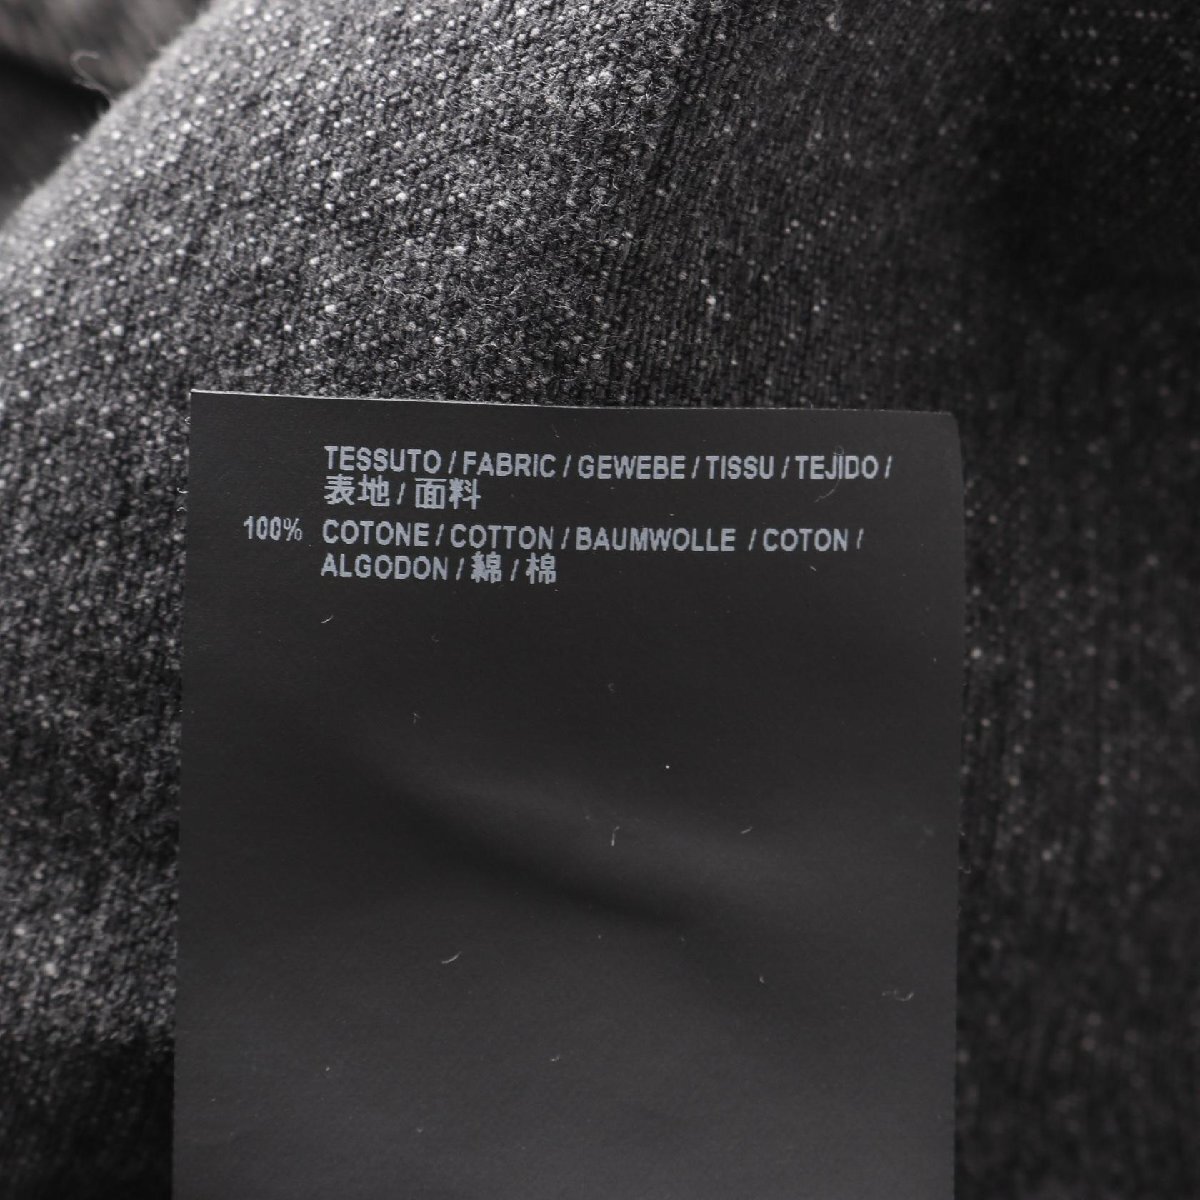 TESSUTO / FABRIC / GEWEBE / TISSU / TEJIDO /
表地 / 面料
100% COTONE / COTTON / BAUMWOLLE / COTON /
ALGODON / 綿 / 棉